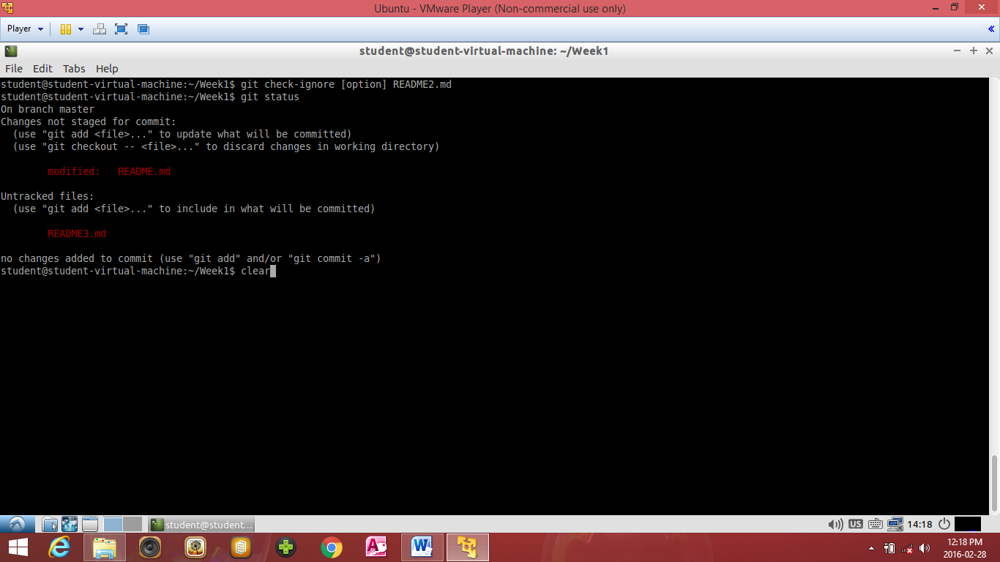 Ubuntu - VMware Player (Non-commercial use only)
Player
student@student-virtual-machine: ~/Week1
File Edit Tabs Help
student@student-virtual-machine:~/Week1$ git check-ignore [option] README2.md
student@student-virtual-machine:~/Week1$ git status
On branch master
Changes not staged for commit:
  (use "git add <file>..." to update what will be committed)
  (use "git checkout -- <file>..." to discard changes in working directory)
        modified:   README.md
Untracked files:
  (use "git add <file>..." to include in what will be committed)
        README3.md
no changes added to commit (use "git add" and/or "git commit -a")
student@student-virtual-machine:~/Week1$ clear
student@student...
US
14:18
12:18 PM
2016-02-28